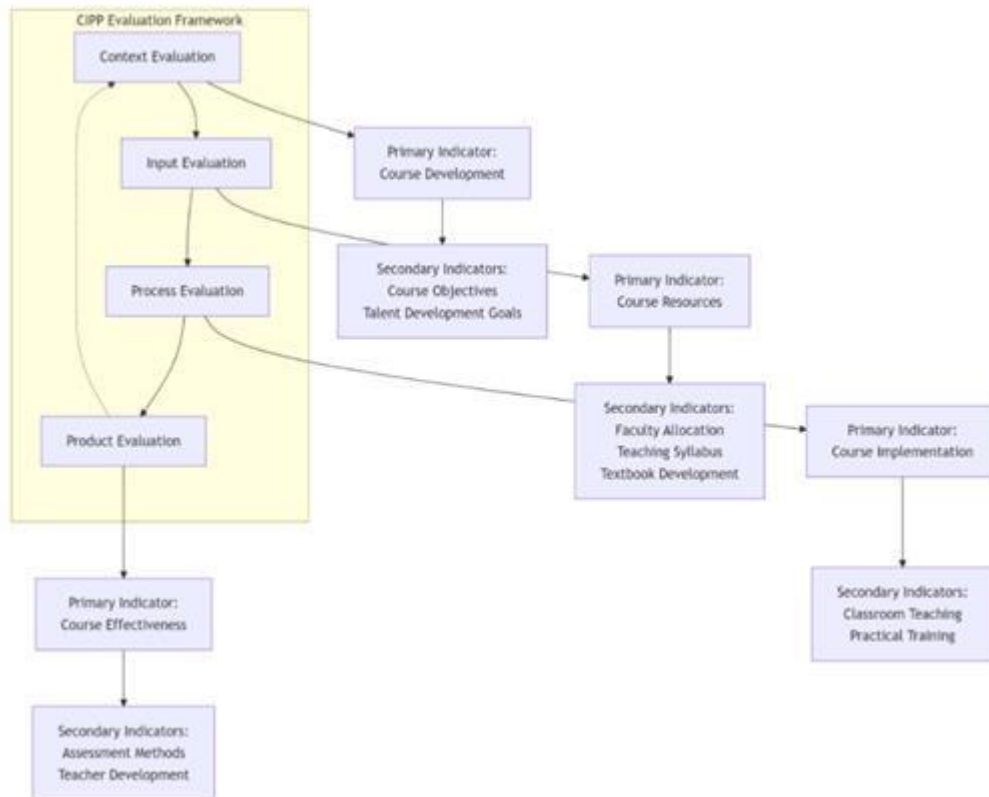 CIPP Evaluation Framework
Context Evaluation
Input Evaluation
Primary Indicator:
Course Development
Process Evaluation
Secondary Indicators:
Course Objectives
Talent Development Goals
Primary Indicator:
Course Resources
Product Evaluation
Secondary Indicators:
Faculty Allocation
Teaching Syllabus
Textbook Development
Primary Indicator:
Course Implementation
Primary Indicator:
Course Effectiveness
Secondary Indicators:
Classroom Teaching
Practical Training
Secondary Indicators:
Assessment Methods
Teacher Development